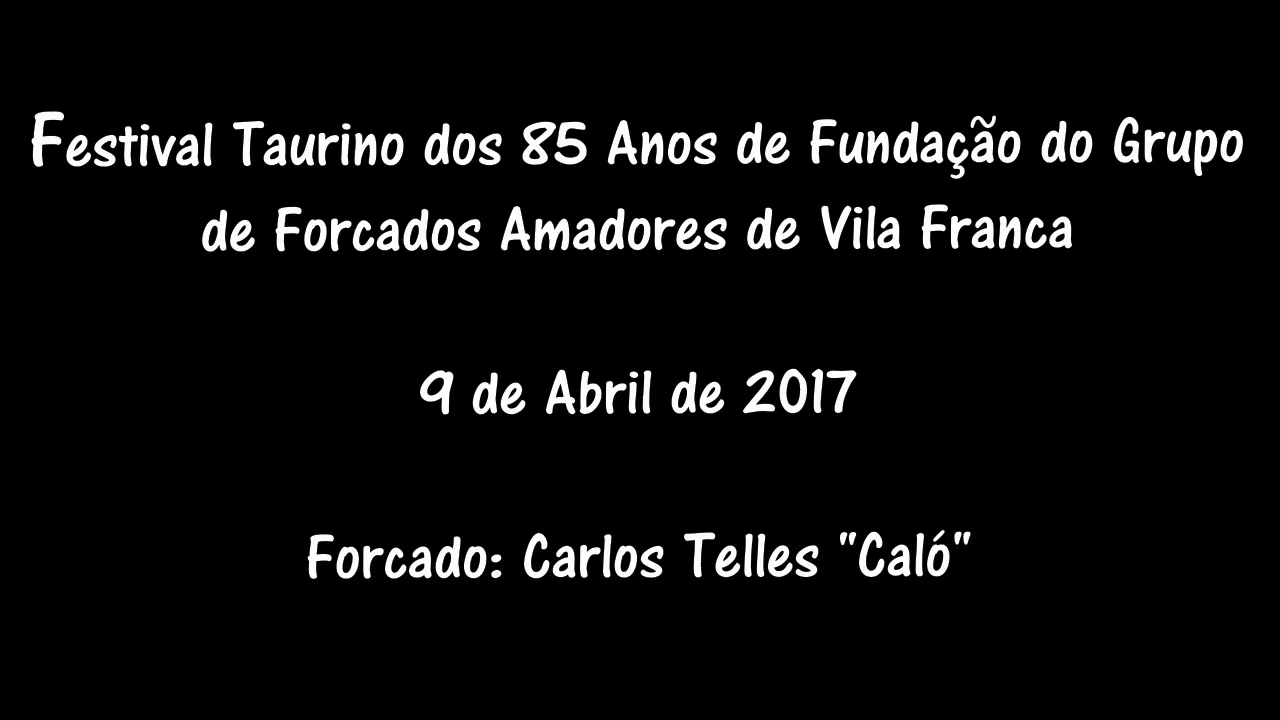 Festival Taurino dos 85 Anos de Fundação do Grupo
de Forcados Amadores de Vila Franca
9 de Abril de 2017
Forcado: Carlos Telles "Caló"